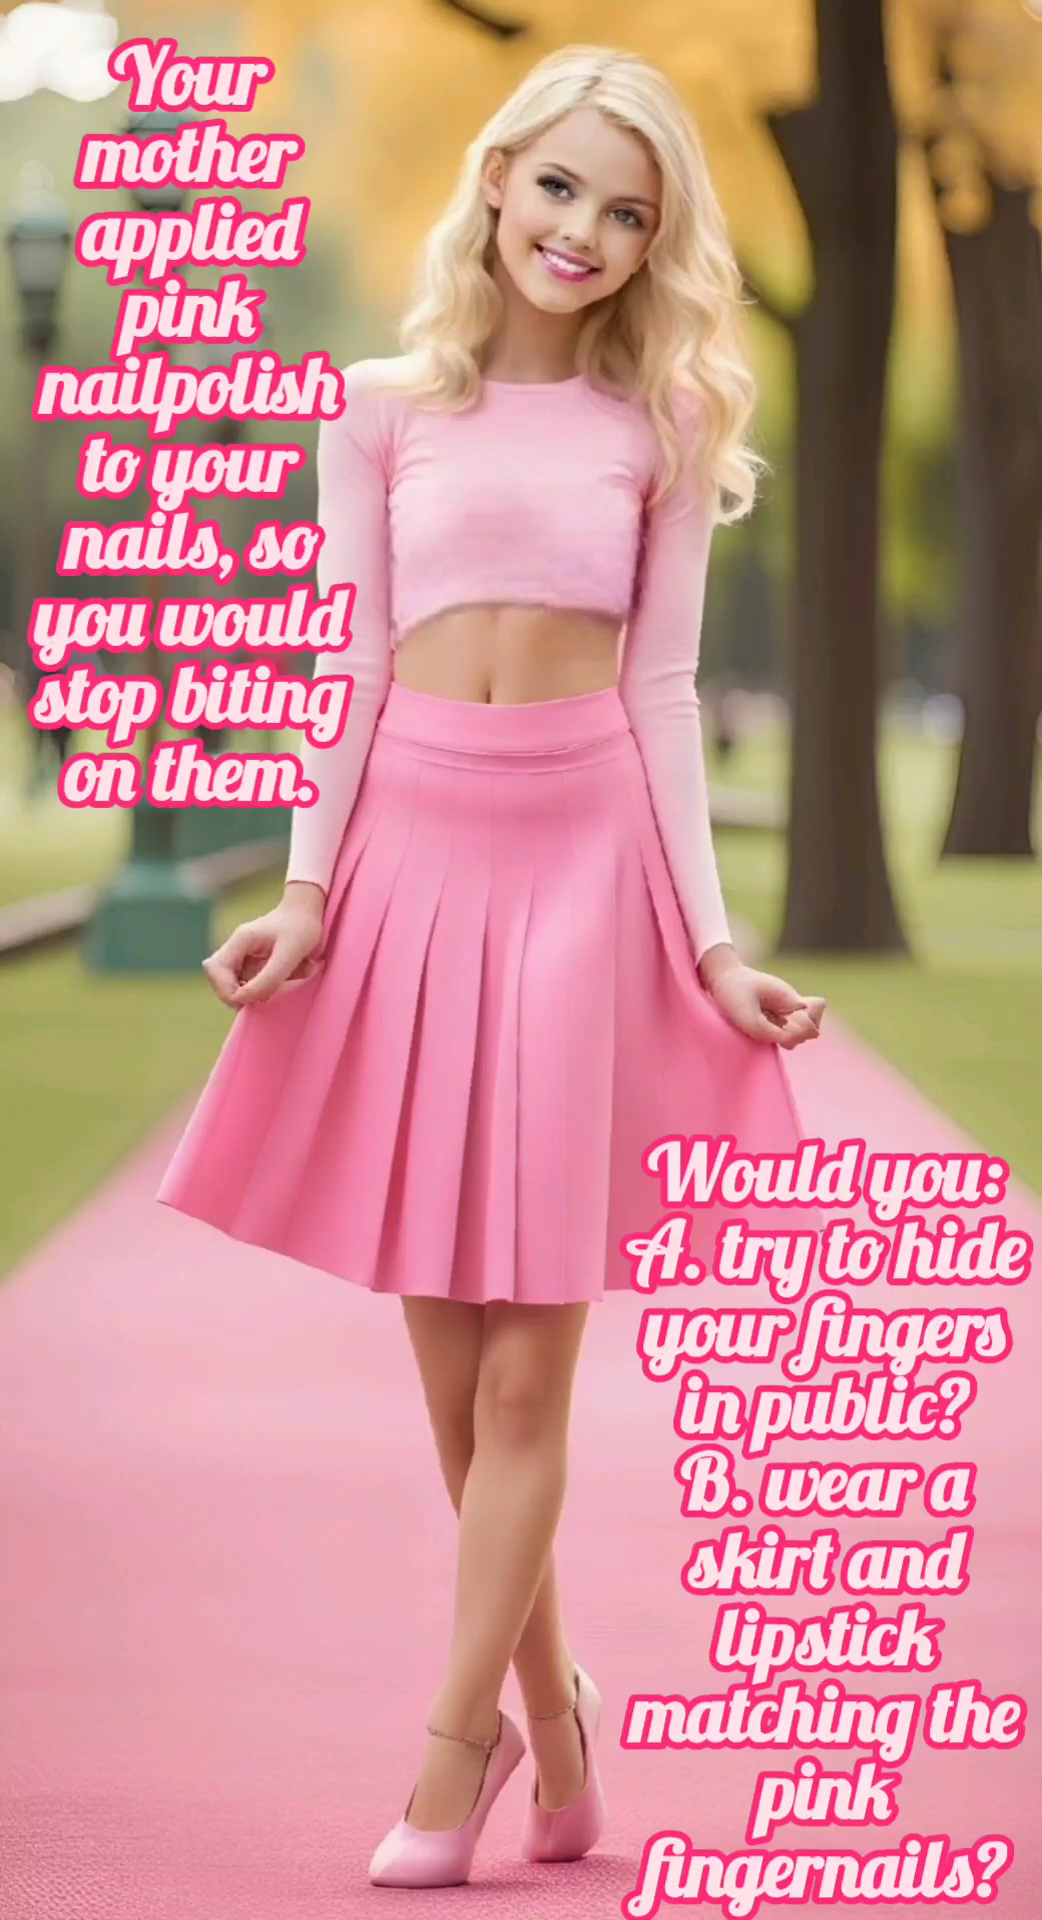 Your
mother
applied
pink
nailpolish
to your
nails, so
you would
stop biting
on them.
Would you:
A. try to hide
your fingers
in public?
B. wear a
skirt and
lipstick
matching the
pink
fingernails?